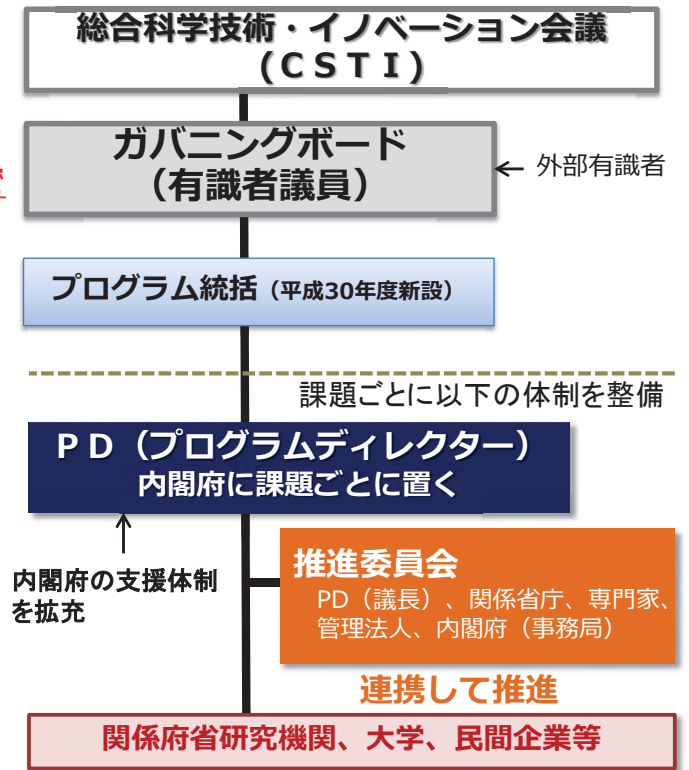 総合科学技術・イノベーション会議
(ＣＳＴＩ)
ガバニングボード
（有識者議員）
外部有識者
プログラム統括（平成30年度新設）
課題ごとに以下の体制を整備
ＰＤ（プログラムディレクター）
内閣府に課題ごとに置く
内閣府の支援体制
を拡充
推進委員会
PD（議長）、関係省庁、専門家、
管理法人、内閣府（事務局）
連携して推進
関係府省研究機関、大学、民間企業等